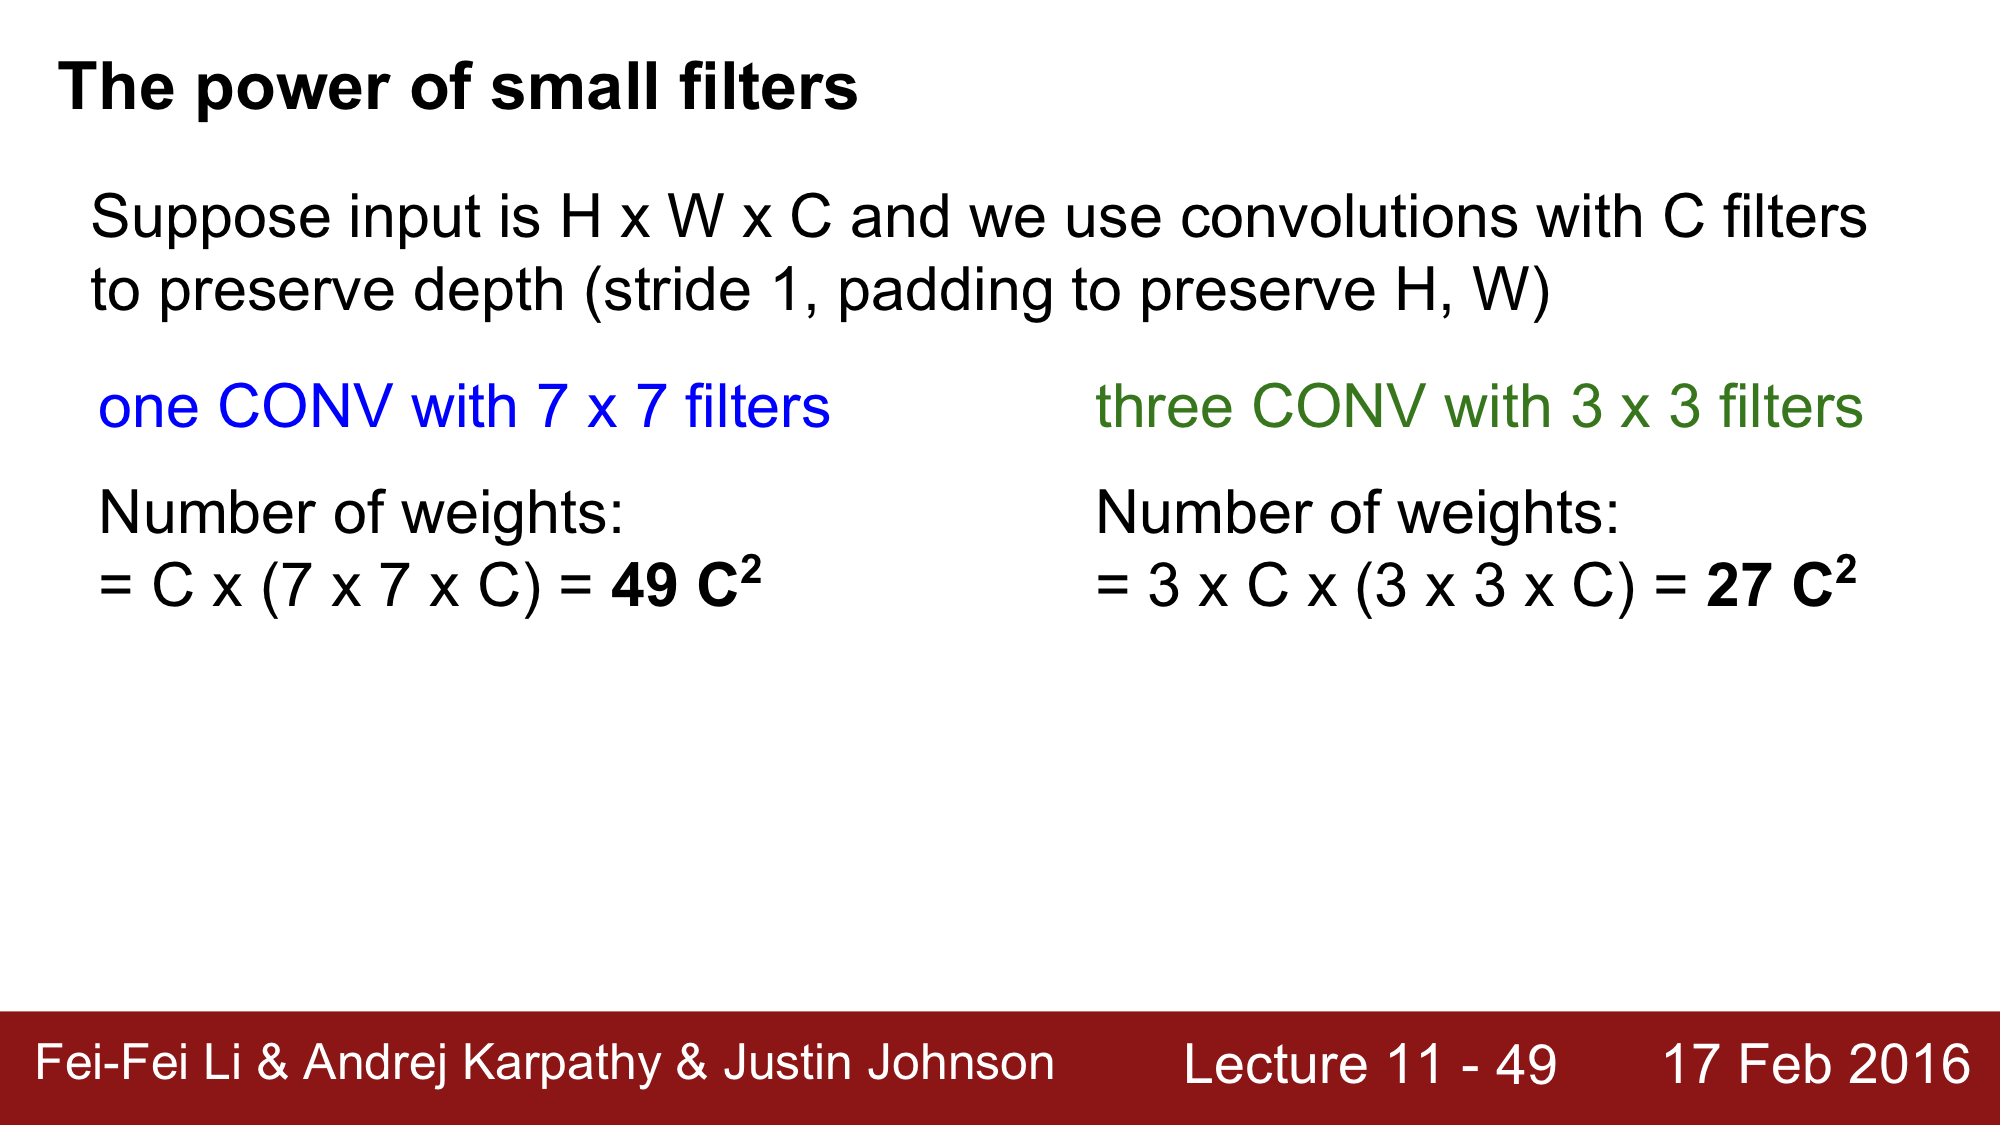 The power of small filters
Suppose input is H x W x C and we use convolutions with C filters
to preserve depth (stride 1, padding to preserve H, W)
one CONV with 7 x 7 filters
Number of weights:
= C x (7 x 7 x C) = 49 C²
three CONV with 3 x 3 filters
Number of weights:
= 3 x C x (3 x 3 x C) = 27 C²
Fei-Fei Li & Andrej Karpathy & Justin Johnson
Lecture 11 - 49
17 Feb 2016